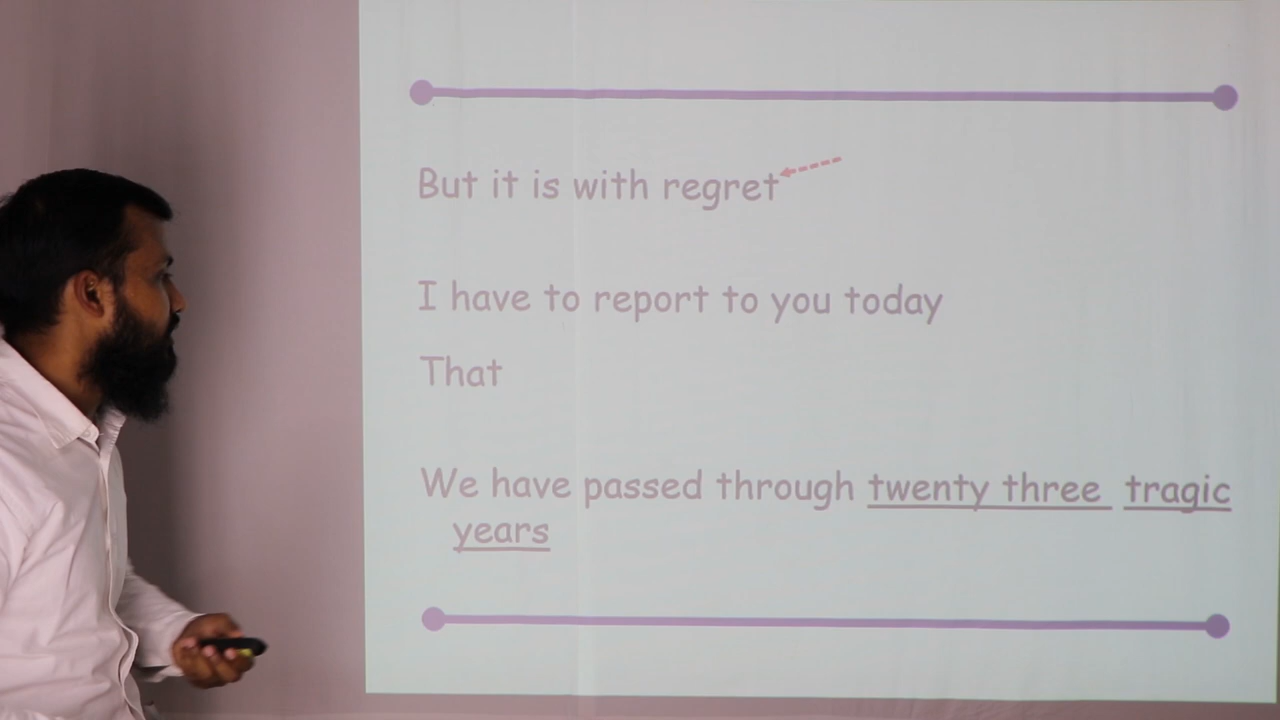 But it is with regret
I have to report to you today
That
We have passed through twenty three tragic
years